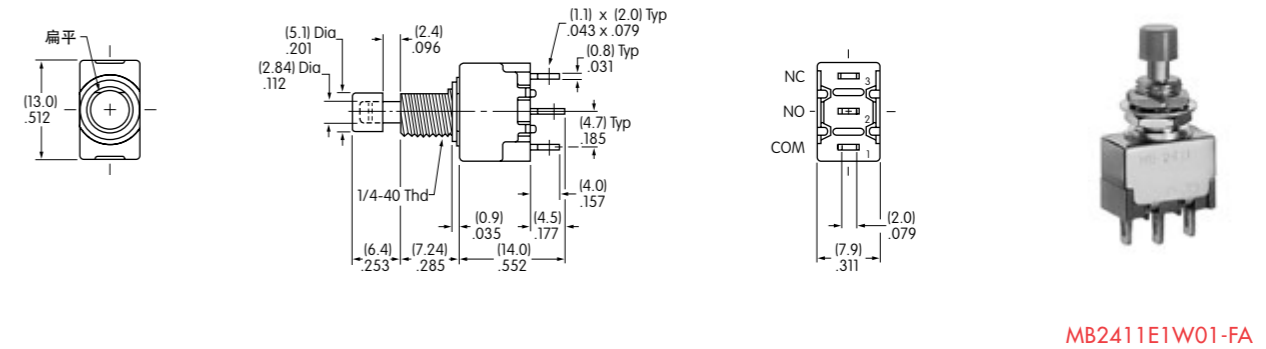 扁平
(13.0)
.512
(5.1) Dia
.201
(2.84) Dia
.112
(2.4)
.096
(1.1) x (2.0) Typ
.043 x .079
(0.8) Typ
.031
(4.7) Typ
.185
1/4-40 Thd
(4.0)
.157
(0.9)
.035
(4.5)
.177
(6.4)
.253
(7.24)
.285
(14.0)
.552
NC
3
NO
2
COM
1
(2.0)
.079
(7.9)
.311
MB2411E1W01-FA